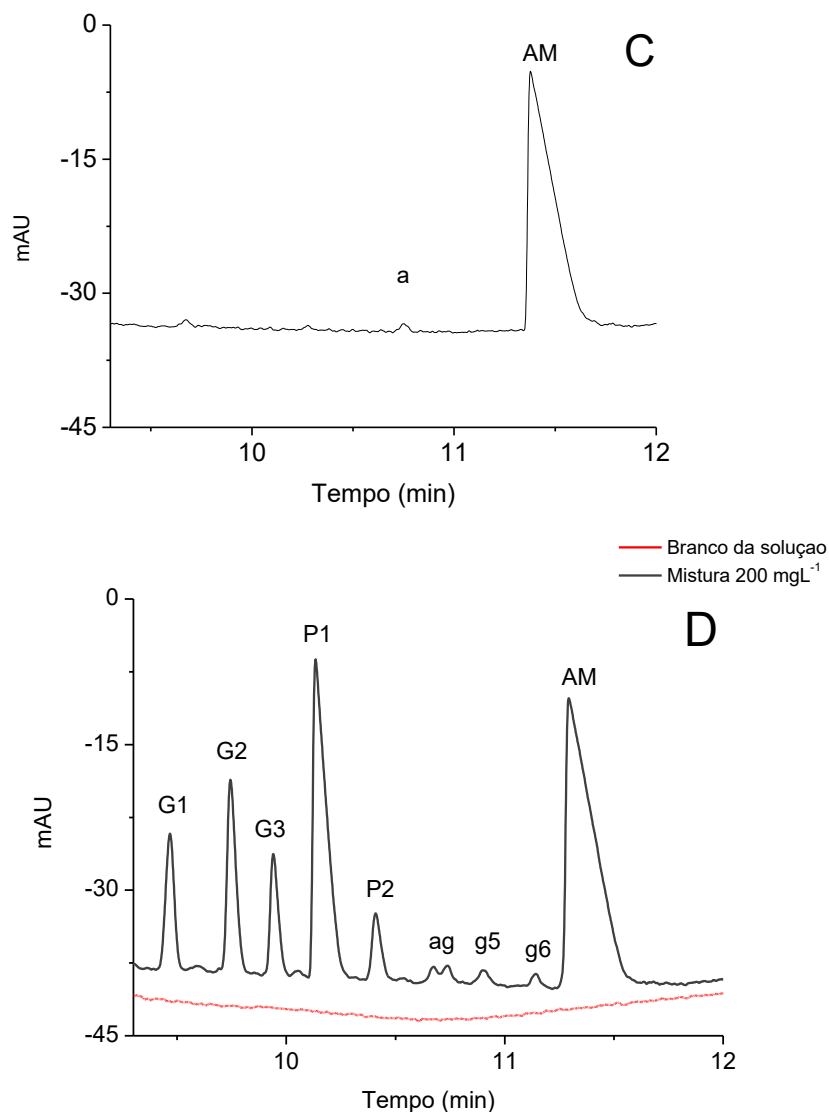 0
AM
C
-15
mAU
a
-30
-45
10
11
12
Tempo (min)
Branco da soluçao
Mistura 200 mgL-1
0
P1
D
AM
-15
G2
G1
G3
mAU
-30
P2
ag
g5
g6
-45
10
11
12
Tempo (min)